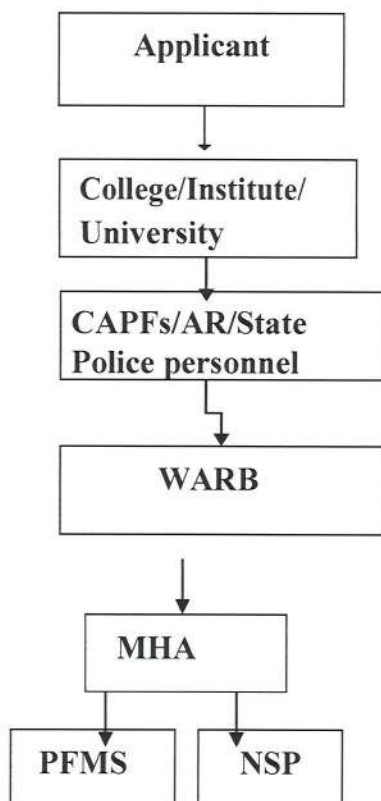 Applicant
College/Institute/
University
CAPFs/AR/State
Police personnel
WARB
MHA
PFMS
NSP